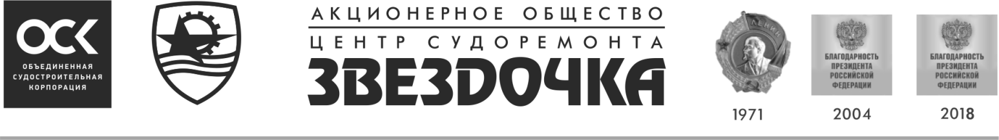 ОСК
ОБЪЕДИНЕННАЯ
СУДОСТРОИТЕЛЬНАЯ
КОРПОРАЦИЯ
АКЦИОНЕРНОЕ ОБЩЕСТВО
ЦЕНТР СУДОРЕМОНТА
ЗВЕЗДОЧКА
ЛЕНИН
1971
БЛАГОДАРНОСТЬ
ПРЕЗИДЕНТА
РОССИЙСКОЙ
ФЕДЕРАЦИИ
2004
БЛАГОДАРНОСТЬ
ПРЕЗИДЕНТА
РОССИЙСКОЙ
ФЕДЕРАЦИИ
2018